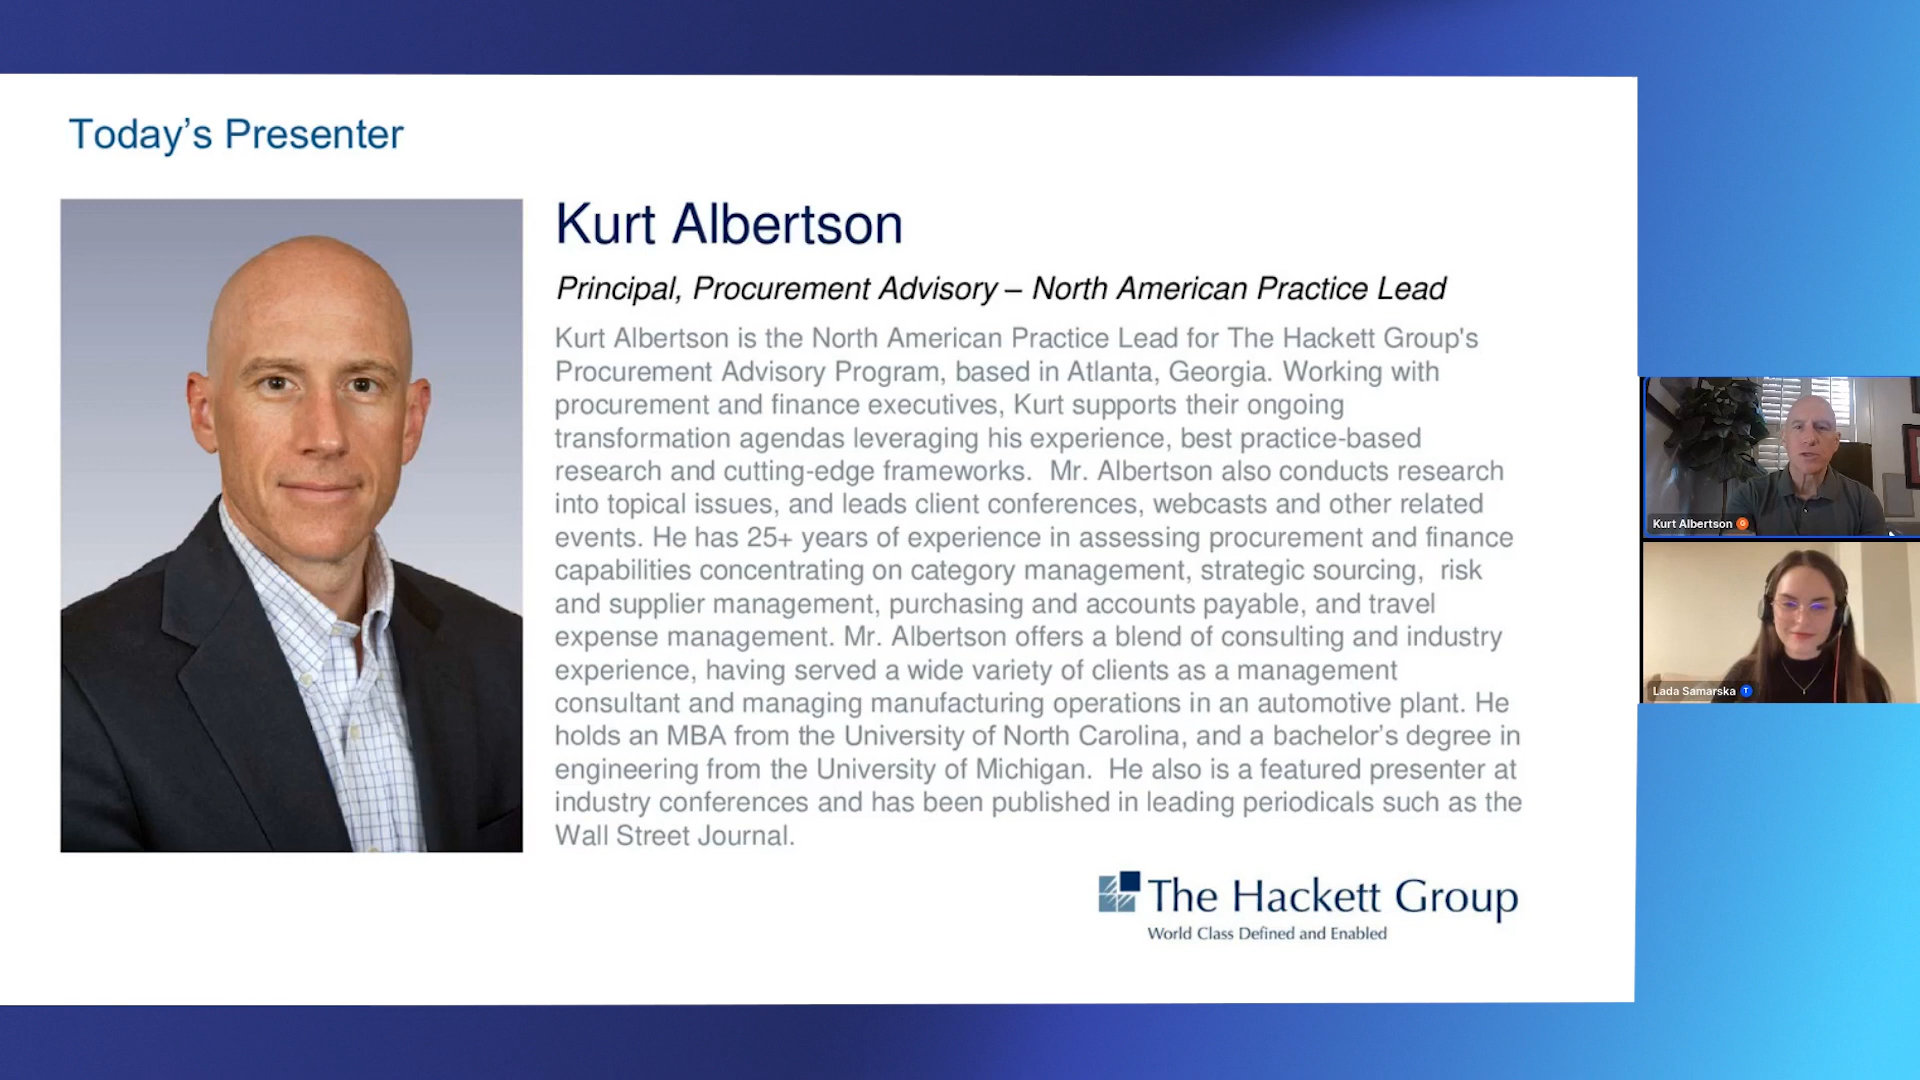 Today's Presenter
Kurt Albertson
Principal, Procurement Advisory – North American Practice Lead
Kurt Albertson is the North American Practice Lead for The Hackett Group's
Procurement Advisory Program, based in Atlanta, Georgia. Working with
procurement and finance executives, Kurt supports their ongoing
transformation agendas leveraging his experience, best practice-based
research and cutting-edge frameworks.  Mr. Albertson also conducts research
into topical issues, and leads client conferences, webcasts and other related
events. He has 25+ years of experience in assessing procurement and finance
capabilities concentrating on category management, strategic sourcing,  risk
and supplier management, purchasing and accounts payable, and travel
expense management. Mr. Albertson offers a blend of consulting and industry
experience, having served a wide variety of clients as a management
consultant and managing manufacturing operations in an automotive plant. He
holds an MBA from the University of North Carolina, and a bachelor's degree in
engineering from the University of Michigan.  He also is a featured presenter at
industry conferences and has been published in leading periodicals such as the
Wall Street Journal.
The Hackett Group
World Class Defined and Enabled
Kurt Albertson G
Lada Samarska T